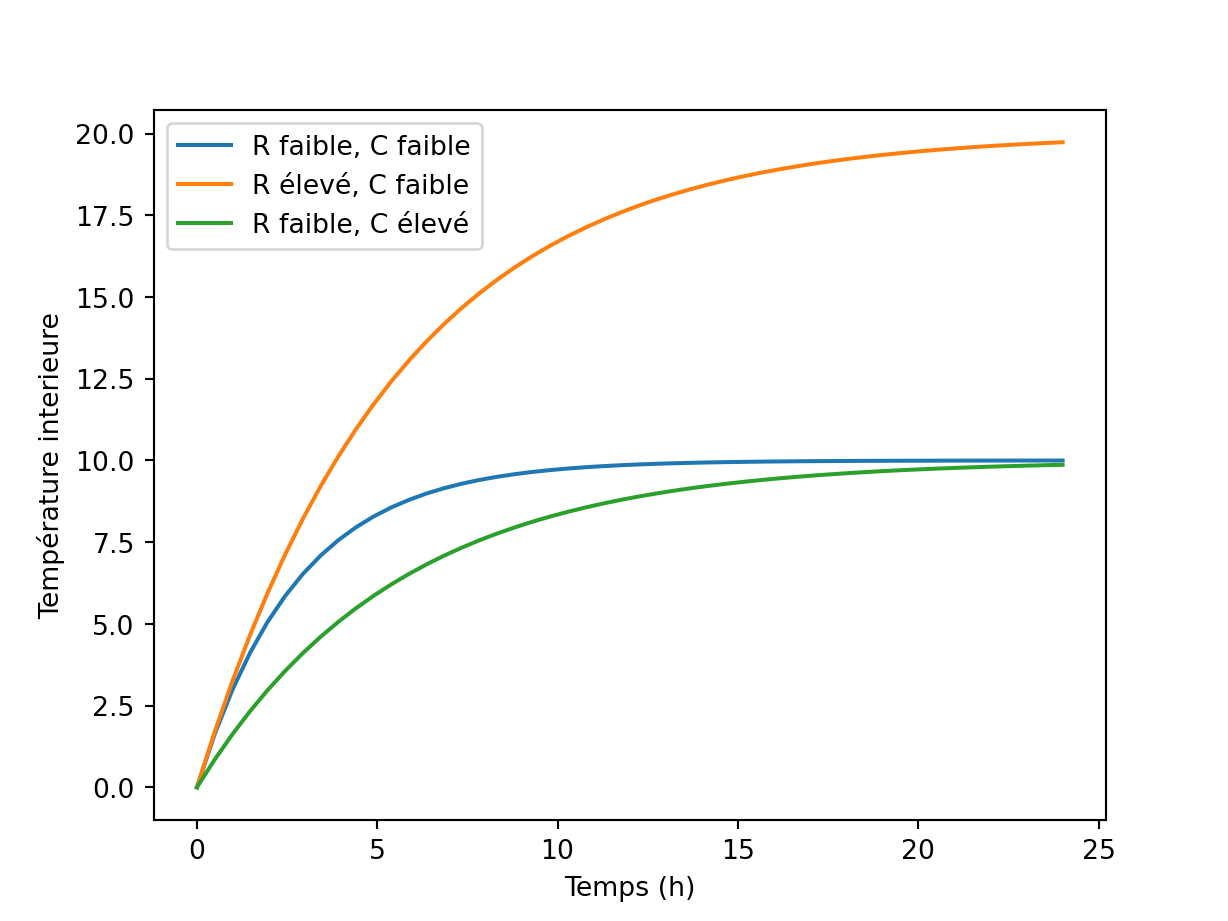 R faible, C faible
R élevé, C faible
R faible, C élevé
Température interieure
20.0
17.5
15.0
12.5
10.0
7.5
5.0
2.5
0.0
0 5 10 15 20 25
Temps (h)